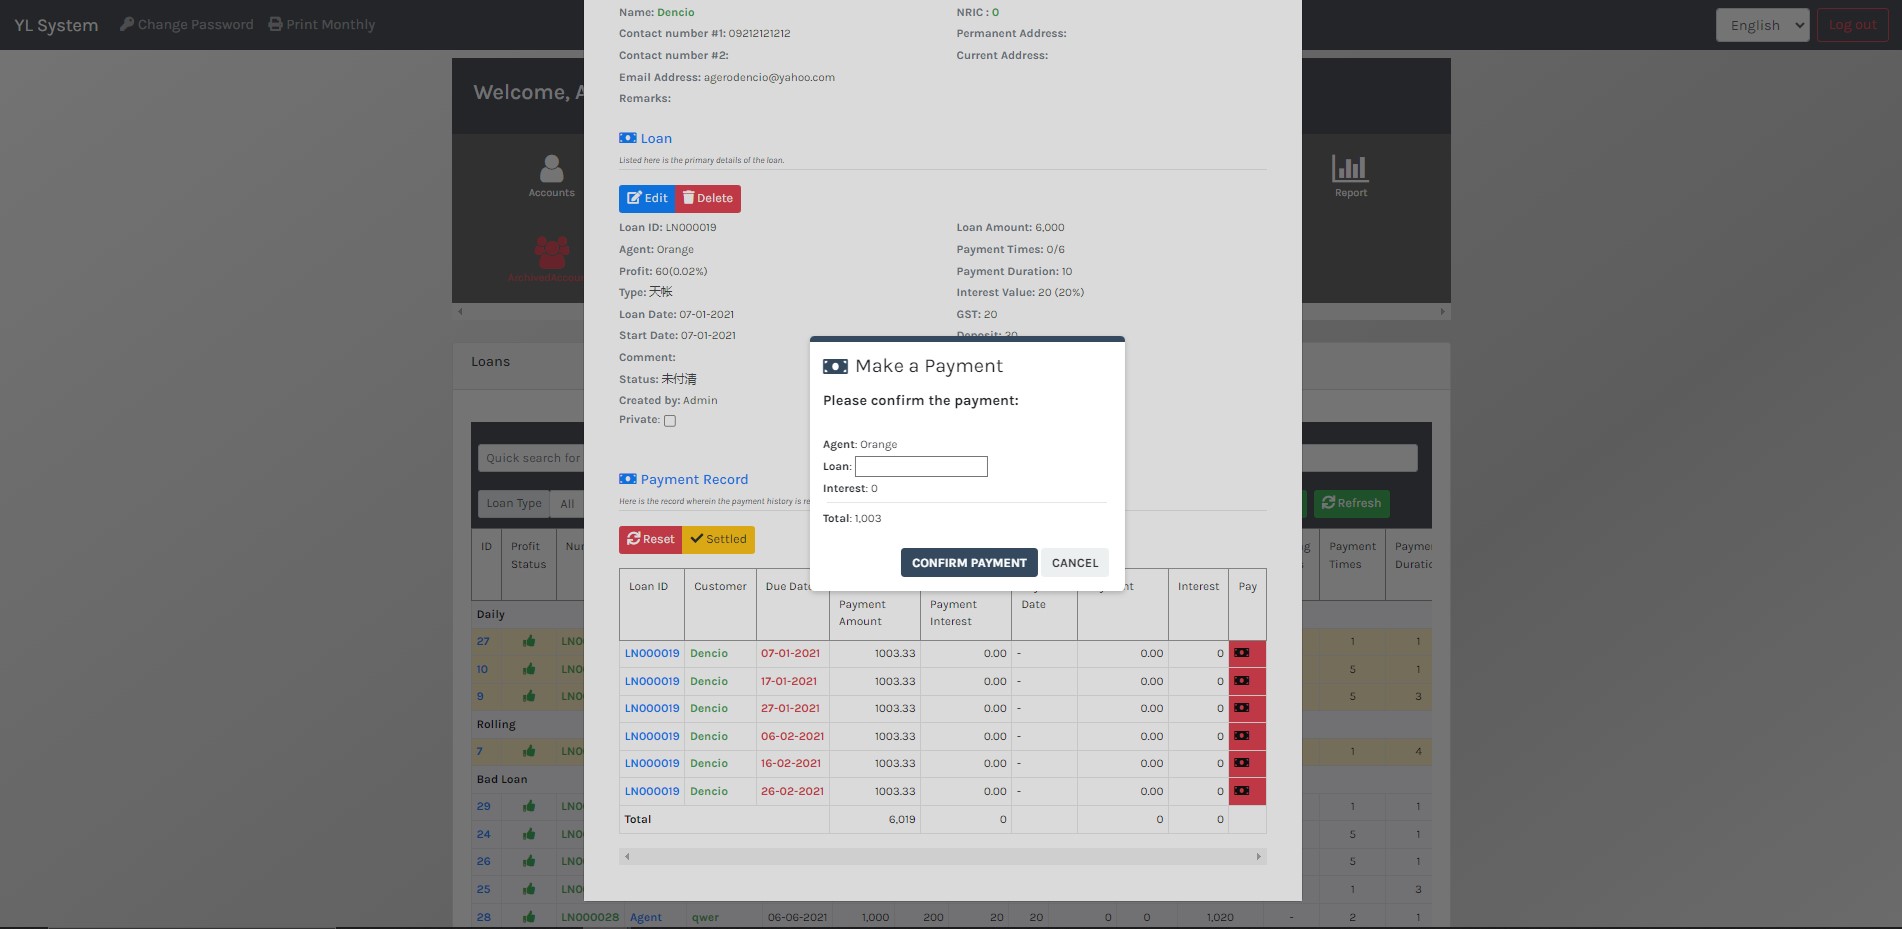 YL System Change Password Print Monthly
English Log out
Welcome, A
Accounts
Report
Loans
Quick search for
Loan Type All
Refresh
ID Profit Status Nur
Payment Times
Daily
27 LN00 1 1
10 LN00 5 1
9 LN00 5 3
Rolling
7 LN00 1 4
Bad Loan
29 LN00 1 1
24 LN00 5 1
26 LN00 5 1
25 LN00 1 3
28 LN000028 Agent qwer 06-06-2021 1,000 200 20 20 0 0 1,020 - 2 1
Name: Dencio NRIC : 0
Contact number #1: 09212121212 Permanent Address:
Contact number #2: Current Address:
Email Address: agerodencio@yahoo.com
Remarks:
Loan
Listed here is the primary details of the loan.
Edit Delete
Loan ID: LN000019 Loan Amount: 6,000
Agent: Orange Payment Times: 0/6
Profit: 60(0.02%) Payment Duration: 10
Type: 天帐 Interest Value: 20 (20%)
Loan Date: 07-01-2021 GST: 20
Start Date: 07-01-2021 Deposit: 20
Comment:
Status: 未付清
Created by: Admin
Private:
Payment Record
Here is the record wherein the payment history is re
Reset Settled
Loan ID Customer Due Date Payment Amount Payment Interest Date Interest Pay
LN000019 Dencio 07-01-2021 1003.33 0.00 - 0.00 0
LN000019 Dencio 17-01-2021 1003.33 0.00 - 0.00 0
LN000019 Dencio 27-01-2021 1003.33 0.00 - 0.00 0
LN000019 Dencio 06-02-2021 1003.33 0.00 - 0.00 0
LN000019 Dencio 16-02-2021 1003.33 0.00 - 0.00 0
LN000019 Dencio 26-02-2021 1003.33 0.00 - 0.00 0
Total 6,019 0 0 0
Make a Payment
Please confirm the payment:
Agent: Orange
Loan:
Interest: 0
Total: 1,003
CONFIRM PAYMENT CANCEL